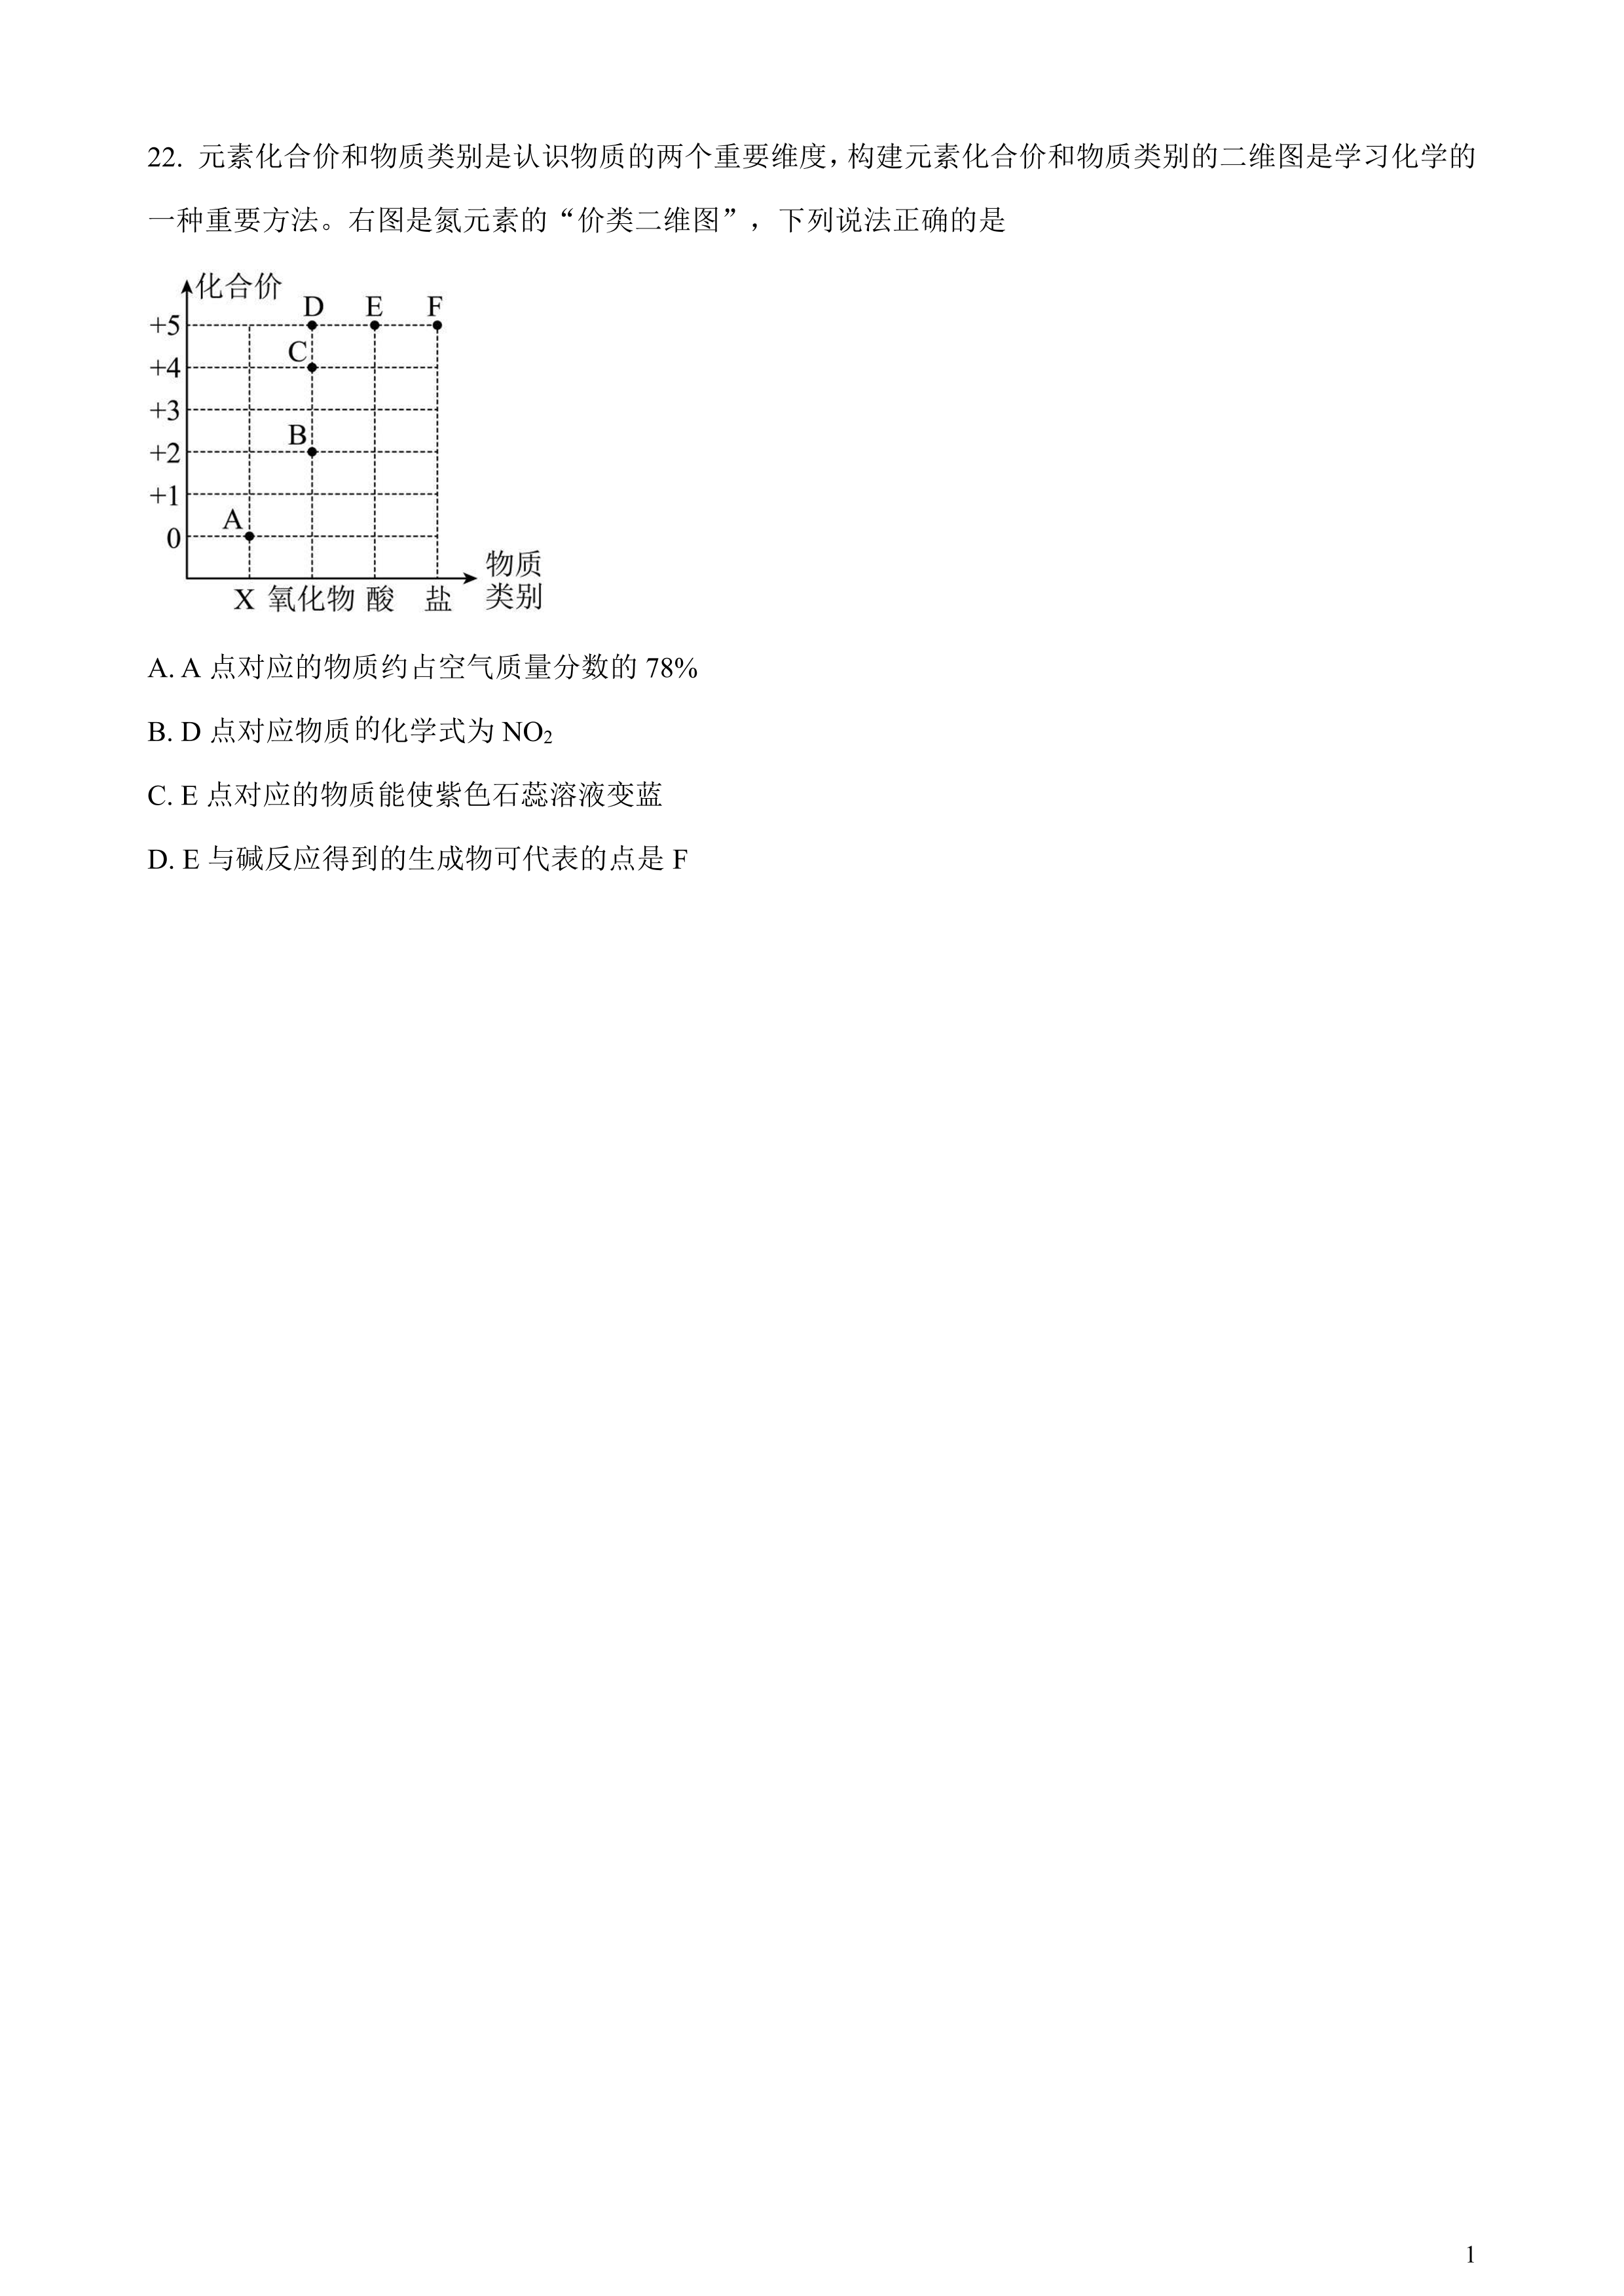 22. 元素化合价和物质类别是认识物质的两个重要维度，构建元素化合价和物质类别的二维图是学习化学的
一种重要方法。右图是氮元素的“价类二维图”，下列说法正确的是
化合价
D E F
+5
C
+4
+3
B
+2
+1
A
0
物质
X 氧化物 酸 盐 类别
A. A 点对应的物质约占空气质量分数的 78%
B. D 点对应物质的化学式为 NO₂
C. E 点对应的物质能使紫色石蕊溶液变蓝
D. E 与碱反应得到的生成物可代表的点是 F
1